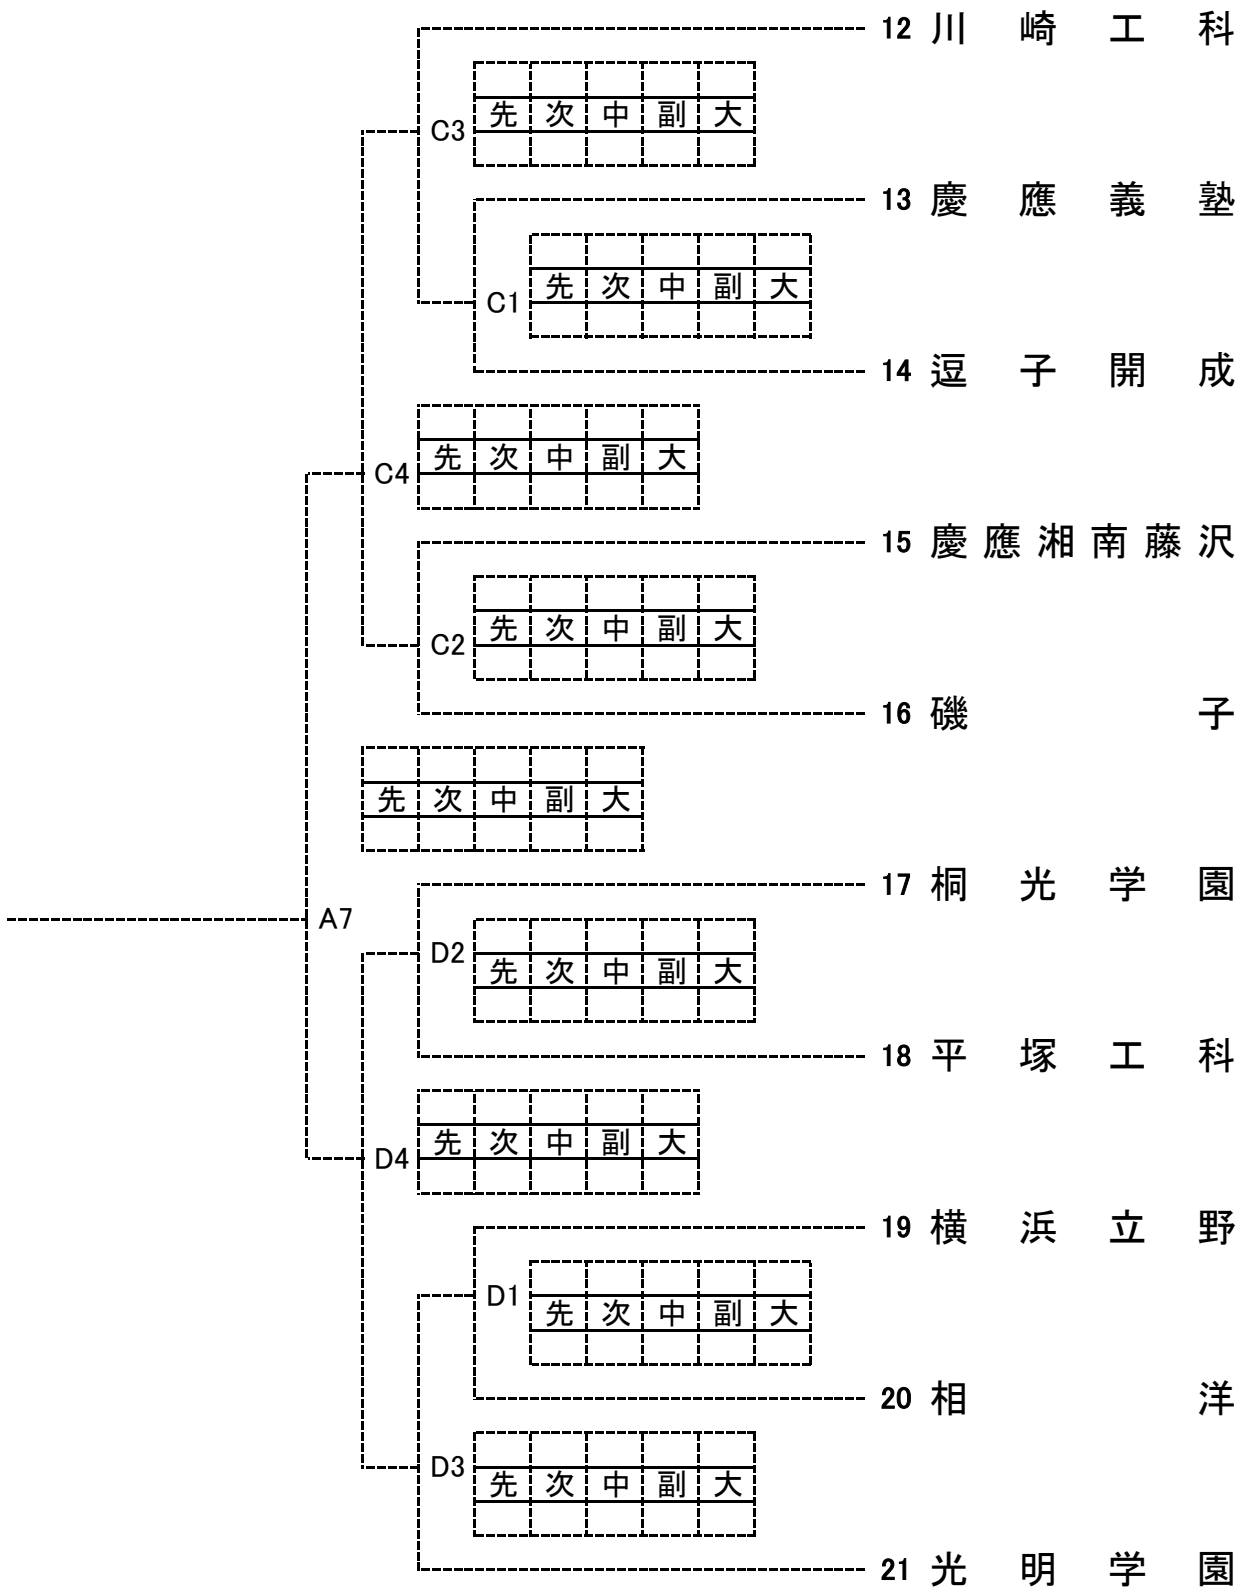 12 川崎工科
先 次 中 副 大
C3
13 慶應義塾
先 次 中 副 大
C1
14 逗子開成
先 次 中 副 大
C4
15 慶應湘南藤沢
先 次 中 副 大
C2
16 磯子
先 次 中 副 大
17 桐光学園
A7
D2
先 次 中 副 大
18 平塚工科
先 次 中 副 大
D4
19 横浜立野
D1
先 次 中 副 大
20 相洋
D3
先 次 中 副 大
21 光明学園